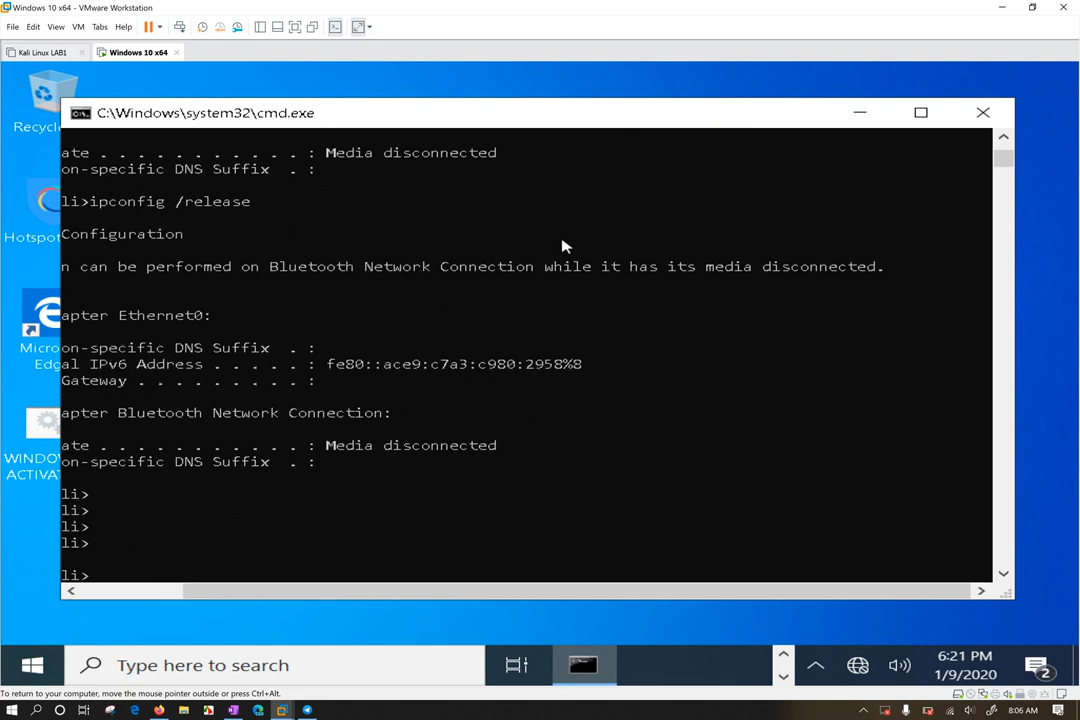 Windows 10 x64 - VMware Workstation
File Edit View VM Tabs Help
Kali Linux LAB1
Windows 10 x64
Recycl
Hotspot
Micro
Edg
WINDOW
ACTIVAT
C:\Windows\system32\cmd.exe
ate . . . . . . . . . . . : Media disconnected
on-specific DNS Suffix . :
li>ipconfig /release
Configuration
n can be performed on Bluetooth Network Connection while it has its media disconnected.
apter Ethernet0:
on-specific DNS Suffix . :
al IPv6 Address . . . . . : fe80::ace9:c7a3:c980:2958%8
Gateway . . . . . . . . . :
apter Bluetooth Network Connection:
ate . . . . . . . . . . . : Media disconnected
on-specific DNS Suffix . :
li>
li>
li>
li>
li>
Type here to search
6:21 PM
1/9/2020
2
To return to your computer, move the mouse pointer outside or press Ctrl+Alt.
8:06 AM